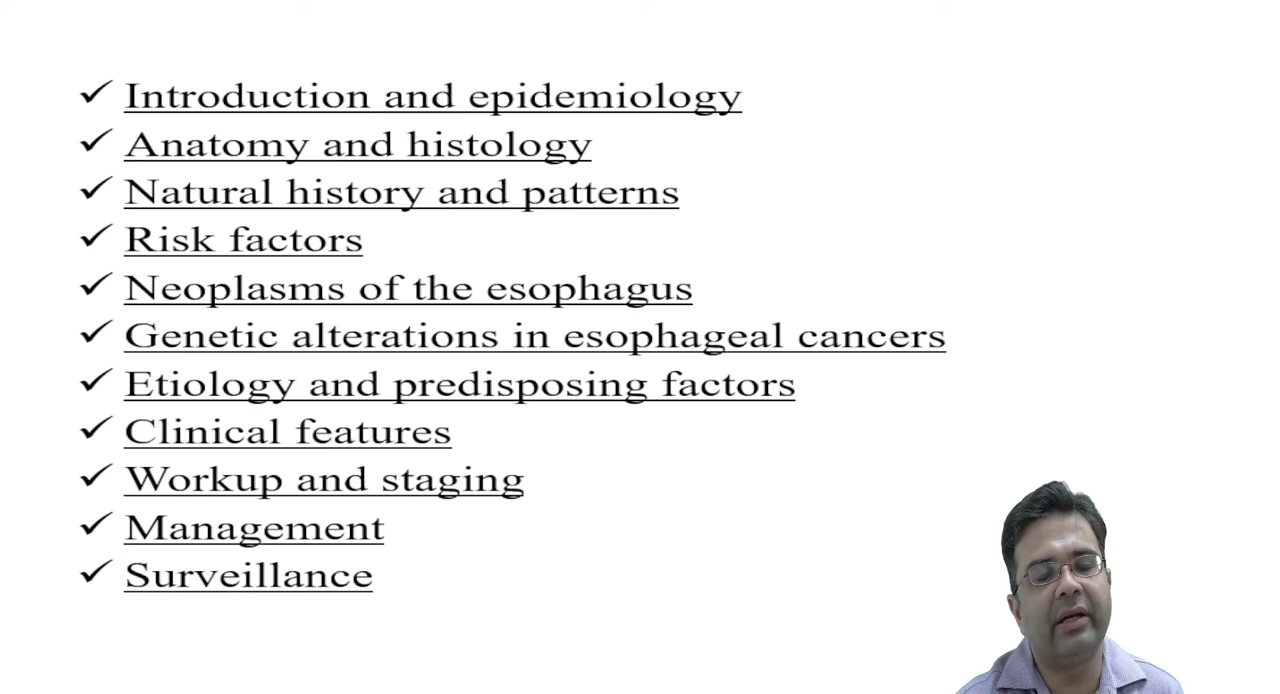 ✓ Introduction and epidemiology
✓ Anatomy and histology
✓ Natural history and patterns
✓ Risk factors
✓ Neoplasms of the esophagus
✓ Genetic alterations in esophageal cancers
✓ Etiology and predisposing factors
✓ Clinical features
✓ Workup and staging
✓ Management
✓ Surveillance